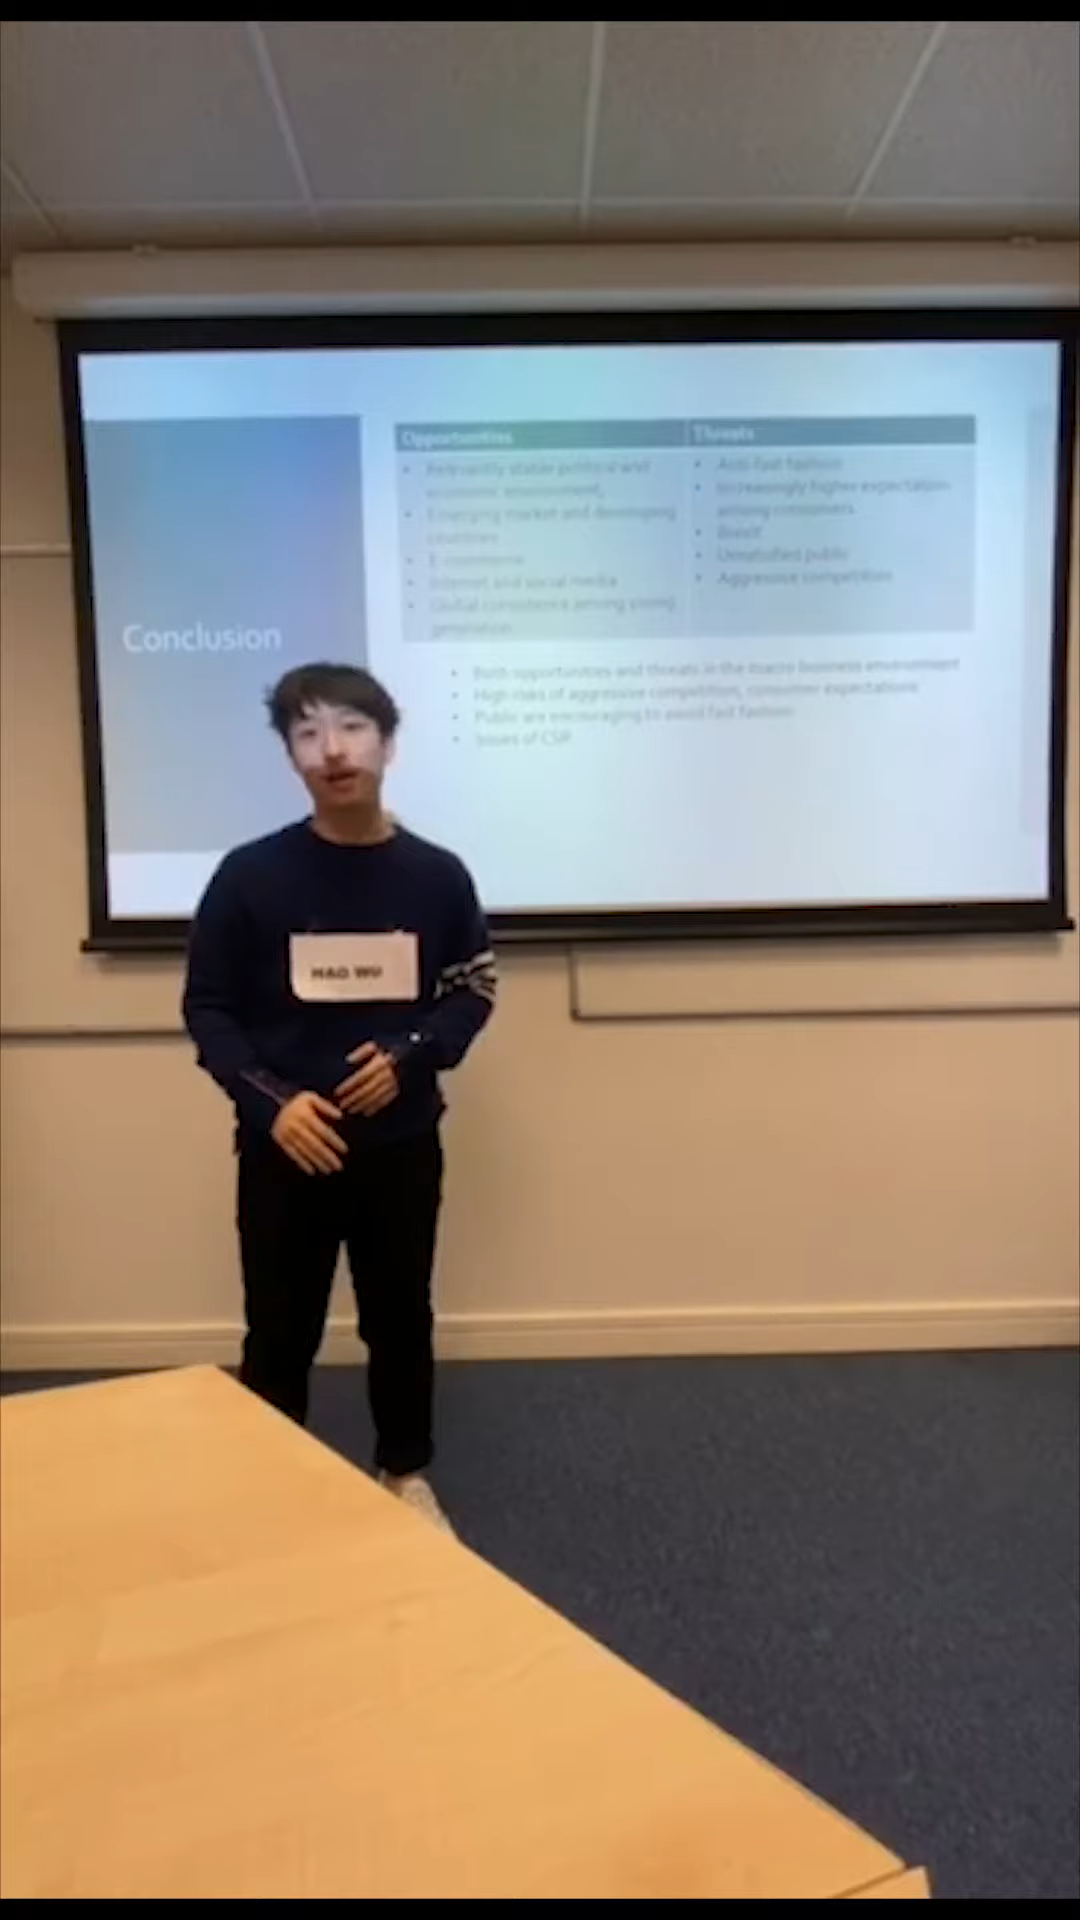 Opportunities
Threats
Relevantly stable political and
economic environment,
Emerging market and developing
countries
E-commerce
Internet and social media
Global consistence among young
generation
Anti-fast fashion
Increasingly higher expectation
among consumers
Brexit
Unsatisfied public
Aggressive competition
Conclusion
Both opportunities and threats in the macro business environment
High risks of aggressive competition, consumer expectations
Public are encouraging to avoid fast fashion
Issues of CSR
HAO WU